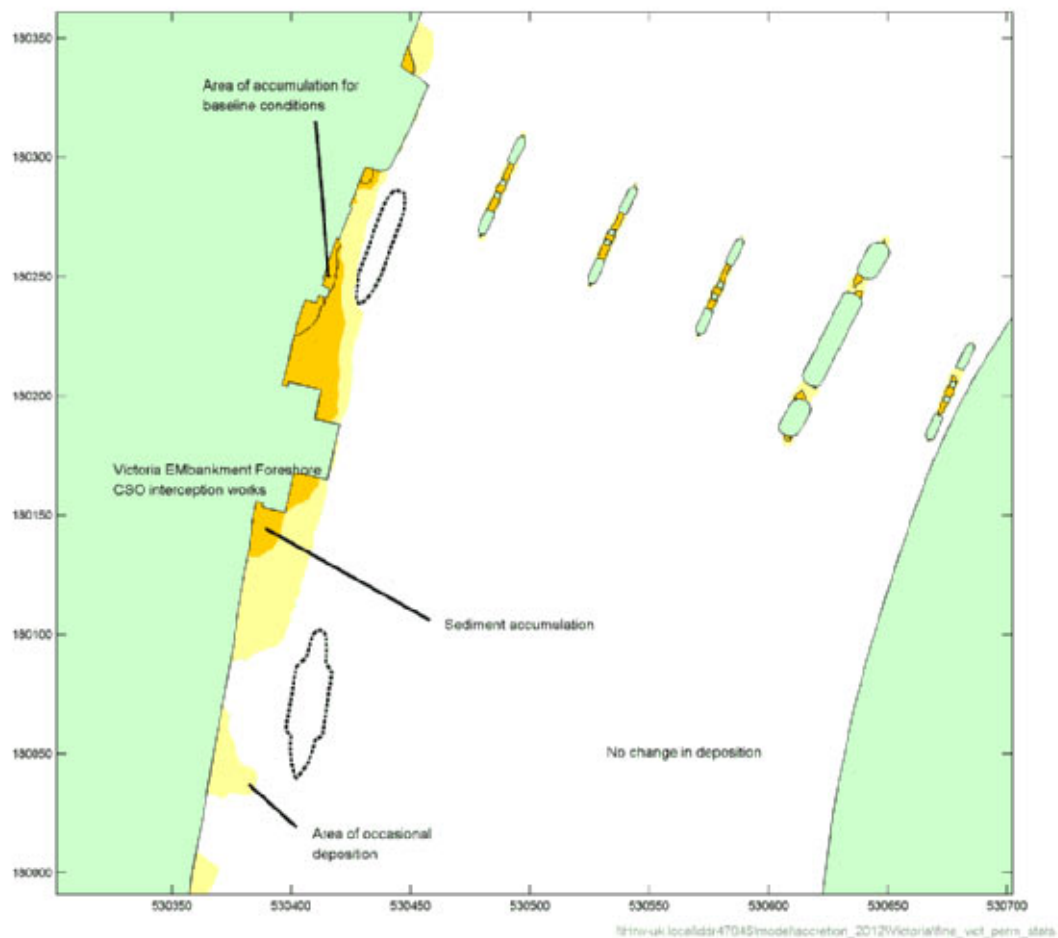 180350
Area of accumulation for
baseline conditions
180300
180250
180200
Victoria EMbankment Foreshore
CSO interception works
180150
Sediment accumulation
180100
No change in deposition
180050
Area of occasional
deposition
180000
530350 530400 530450 530500 530550 530600 530650 530700